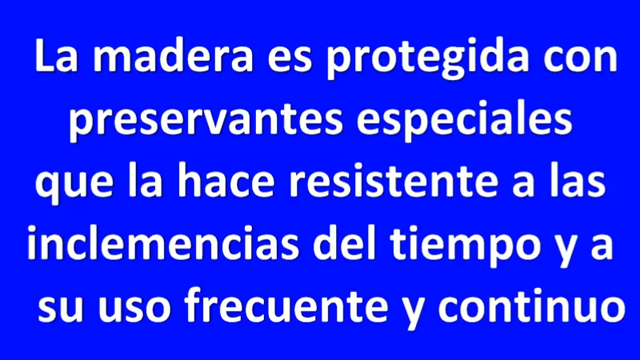 La madera es protegida con
preservantes especiales
que la hace resistente a las
inclemencias del tiempo y a
su uso frecuente y continuo